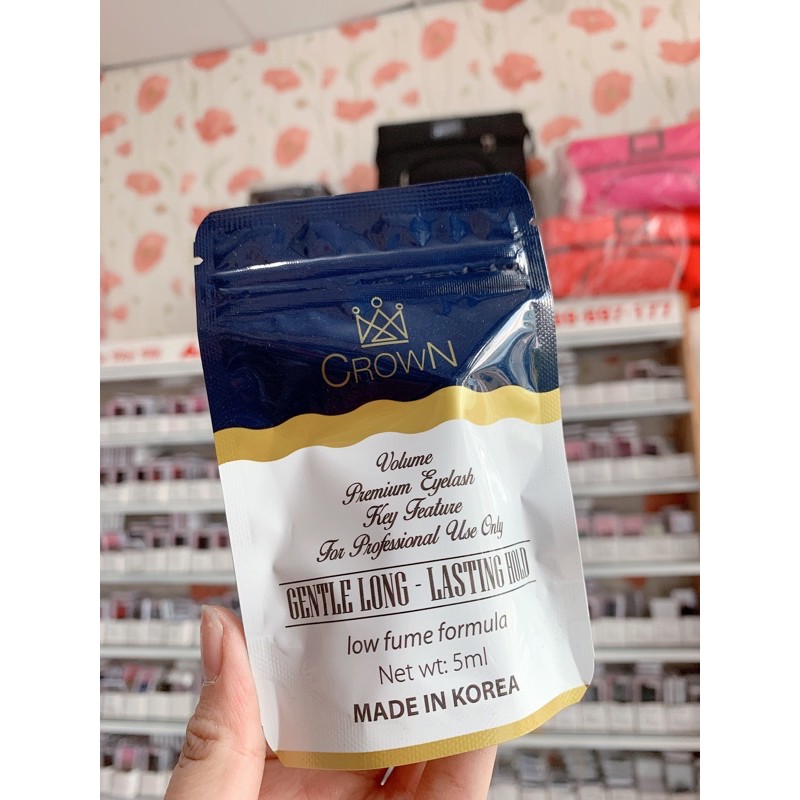 CROWN
Volume
Premium Eyelash
Key Feature
For Professional Use Only
GENTLE LONG - LASTING HOLD
low fume formula
Net wt: 5ml
MADE IN KOREA